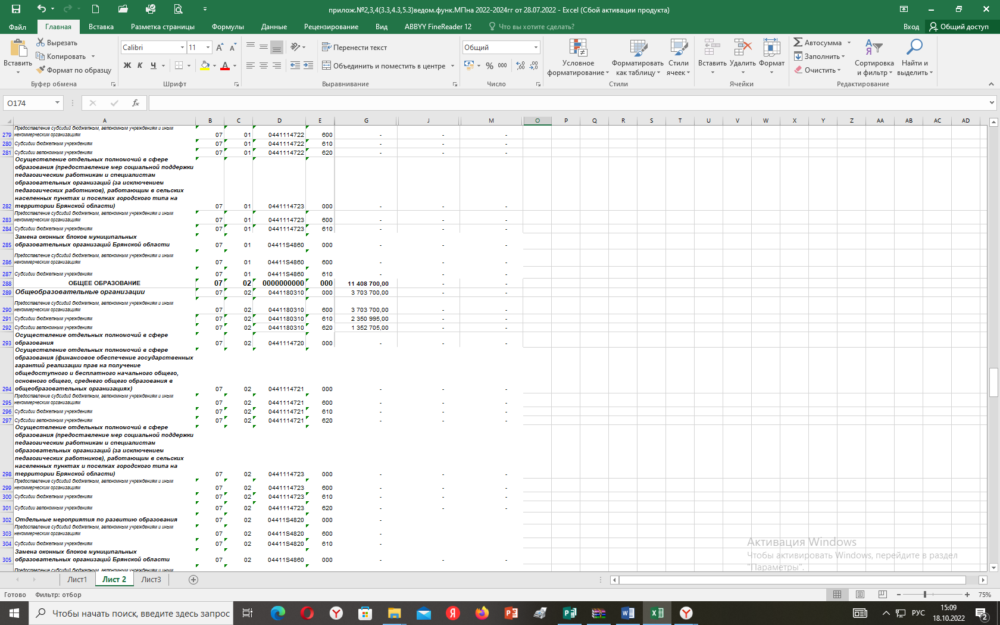 прилож.№2,3,4(3.3,4.3,5.3)ведом.функ.МПна 2022-2024гг от 28.07.2022 - Excel (Сбой активации продукта)
Файл Главная Вставка Разметка страницы Формулы Данные Рецензирование Вид ABBYY FineReader 12 Что вы хотите сделать? Вход Общий доступ
Вставить
Вырезать
Копировать
Формат по образцу
Буфер обмена
Calibri 11
Ж К Ч
Шрифт
Перенести текст
Объединить и поместить в центре
Выравнивание
Общий
% 000
Число
Условное форматирование
Форматировать как таблицу
Стили ячеек
Стили
Вставить Удалить Формат
Ячейки
Автосумма
Заполнить
Очистить
Сортировка и фильтр
Найти и выделить
Редактирование
O174 fx
A B C D E G J M O P Q R S T U V W X Y Z AA AB AC AD
279 Предоставление субсидий бюджетным, автономным учреждениям и иным
некоммерческим организациям 07 01 0441114722 600 - - -
280 Субсидии бюджетным учреждениям 07 01 0441114722 610 - - -
281 Субсидии автономным учреждениям 07 01 0441114722 620 - - -
Осуществление отдельных полномочий в сфере
образования (предоставление мер социальной поддержки
педагогическим работникам и специалистам
образовательных организаций (за исключением
педагогических работников), работающим в сельских
населенных пунктах и поселках городского типа на
282 территории Брянской области) 07 01 0441114723 000 - - -
Предоставление субсидий бюджетным, автономным учреждениям и иным
283 некоммерческим организациям 07 01 0441114723 600 - - -
284 Субсидии бюджетным учреждениям 07 01 0441114723 610 - - -
Замена оконных блоков муниципальных
285 образовательных организаций Брянской области 07 01 04411S4860 000 - - -
Предоставление субсидий бюджетным, автономным учреждениям и иным
286 некоммерческим организациям 07 01 04411S4860 600 - - -
287 Субсидии бюджетным учреждениям 07 01 04411S4860 610 - - -
288 ОБЩЕЕ ОБРАЗОВАНИЕ 07 02 0000000000 000 11 408 700,00 - -
289 Общеобразовательные организации 07 02 0441180310 000 3 703 700,00 - -
Предоставление субсидий бюджетным, автономным учреждениям и иным
290 некоммерческим организациям 07 02 0441180310 600 3 703 700,00 - -
291 Субсидии бюджетным учреждениям 07 02 0441180310 610 2 350 995,00 - -
292 Субсидии автономным учреждениям 07 02 0441180310 620 1 352 705,00 - -
Осуществление отдельных полномочий в сфере
293 образования 07 02 0441114720 000 - - -
Осуществление отдельных полномочий в сфере
образования (финансовое обеспечение государственных
гарантий реализации прав на получение
общедоступного и бесплатного начального общего,
основного общего, среднего общего образования в
294 общеобразовательных организациях) 07 02 0441114721 000 - - -
Предоставление субсидий бюджетным, автономным учреждениям и иным
295 некоммерческим организациям 07 02 0441114721 600 - - -
296 Субсидии бюджетным учреждениям 07 02 0441114721 610 - - -
297 Субсидии автономным учреждениям 07 02 0441114721 620 - - -
Осуществление отдельных полномочий в сфере
образования (предоставление мер социальной поддержки
педагогическим работникам и специалистам
образовательных организаций (за исключением
педагогических работников), работающим в сельских
населенных пунктах и поселках городского типа на
298 территории Брянской области) 07 02 0441114723 000 - - -
Предоставление субсидий бюджетным, автономным учреждениям и иным
299 некоммерческим организациям 07 02 0441114723 600 - - -
300 Субсидии бюджетным учреждениям 07 02 0441114723 610 - - -
301 Субсидии автономным учреждениям 07 02 0441114723 620 - - -
302 Отдельные мероприятия по развитию образования 07 02 04411S4820 000 -
Предоставление субсидий бюджетным, автономным учреждениям и иным
303 некоммерческим организациям 07 02 04411S4820 600 -
304 Субсидии бюджетным учреждениям 07 02 04411S4820 610 -
Замена оконных блоков муниципальных
305 образовательных организаций Брянской области 07 02 04411S4860 000 - - -
Предоставление субсидий бюджетным, автономным учреждениям и иным
Активация Windows
Чтобы активировать Windows, перейдите в раздел
"Параметры".
Лист1 Лист 2 Лист3
Готово Фильтр: отбор 75%
Чтобы начать поиск, введите здесь запрос
РУС 15:09
18.10.2022 2